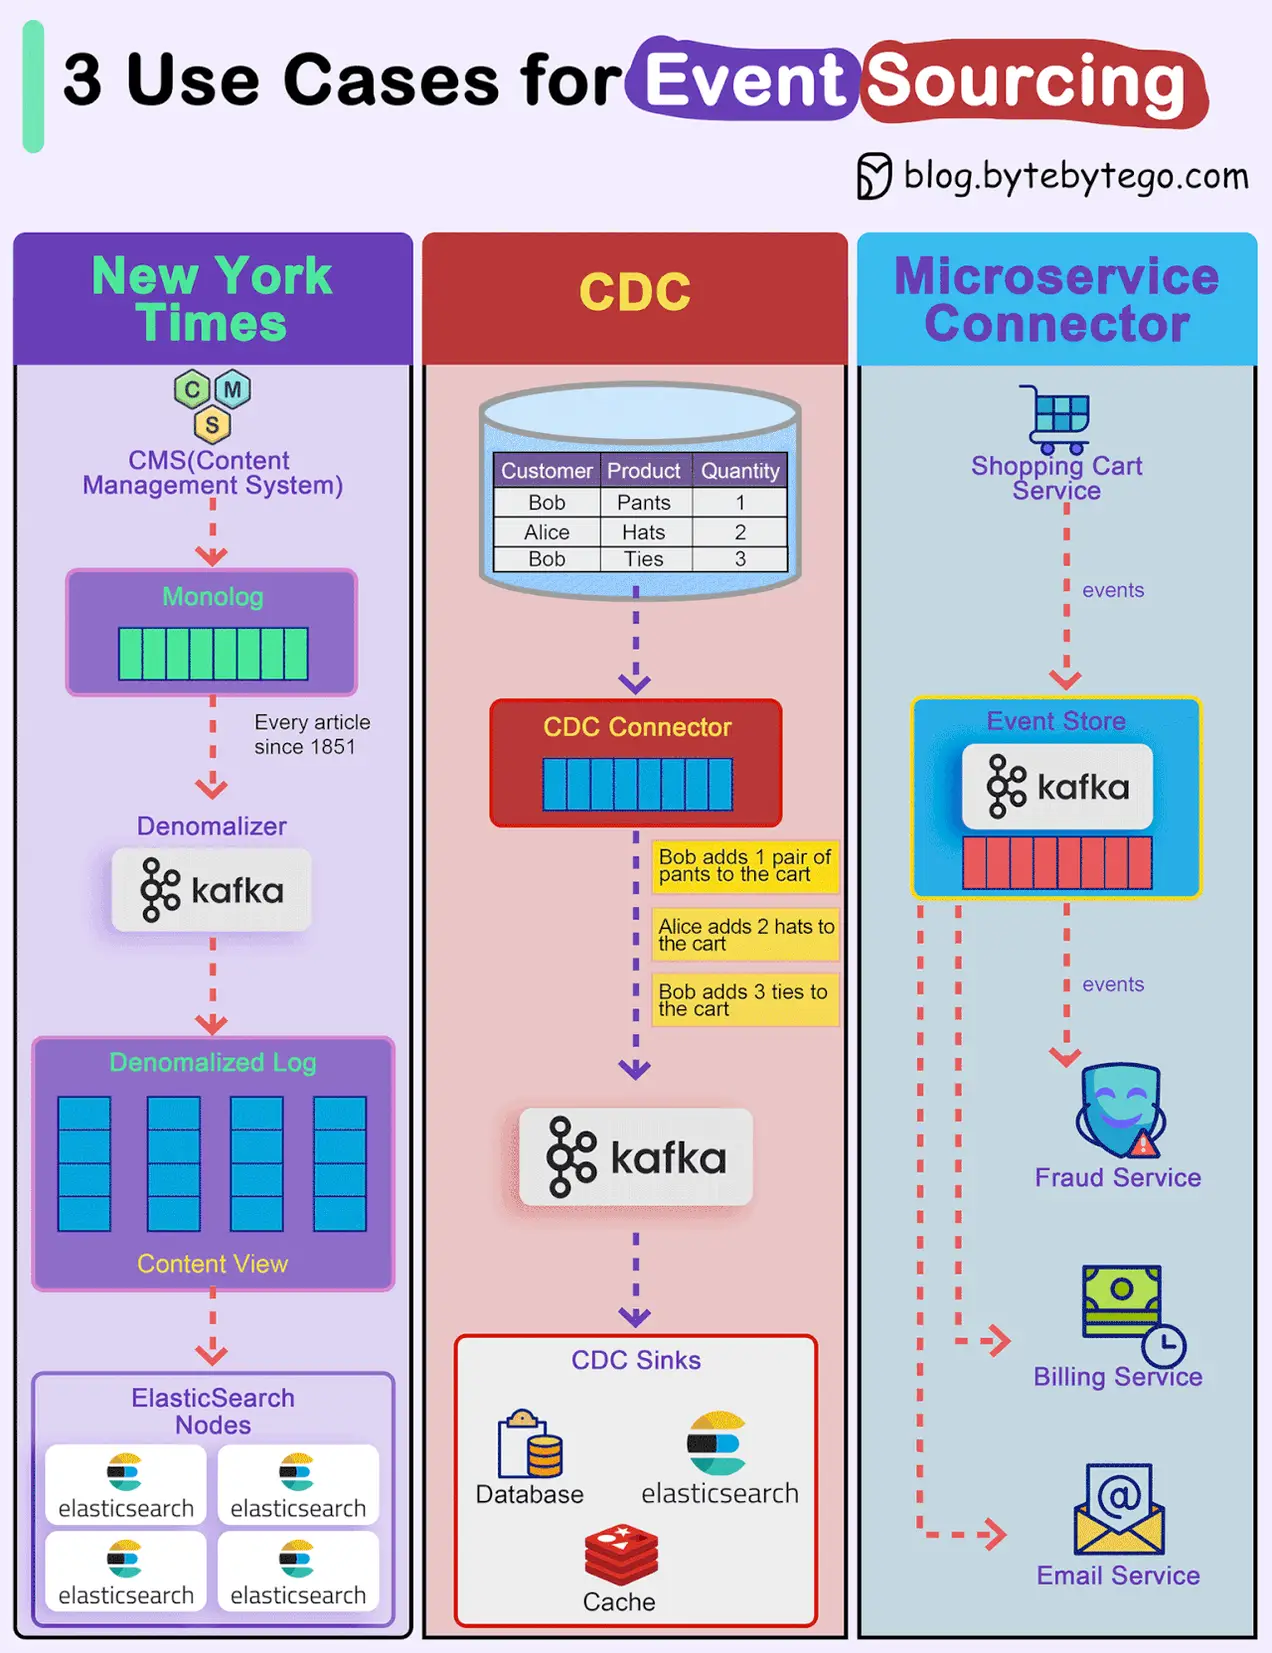 3 Use Cases for Event Sourcing
blog.bytebytego.com
New York
Times
C M
S
CMS(Content
Management System)
Monolog
Every article
since 1851
Denomalizer
kafka
Denomalized Log
Content View
ElasticSearch
Nodes
elasticsearch elasticsearch
elasticsearch elasticsearch
CDC
Customer Product Quantity
Bob Pants 1
Alice Hats 2
Bob Ties 3
CDC Connector
Bob adds 1 pair of
pants to the cart
Alice adds 2 hats to
the cart
Bob adds 3 ties to
the cart
kafka
CDC Sinks
Database elasticsearch
Cache
Microservice
Connector
Shopping Cart
Service
events
Event Store
kafka
events
Fraud Service
Billing Service
@
Email Service